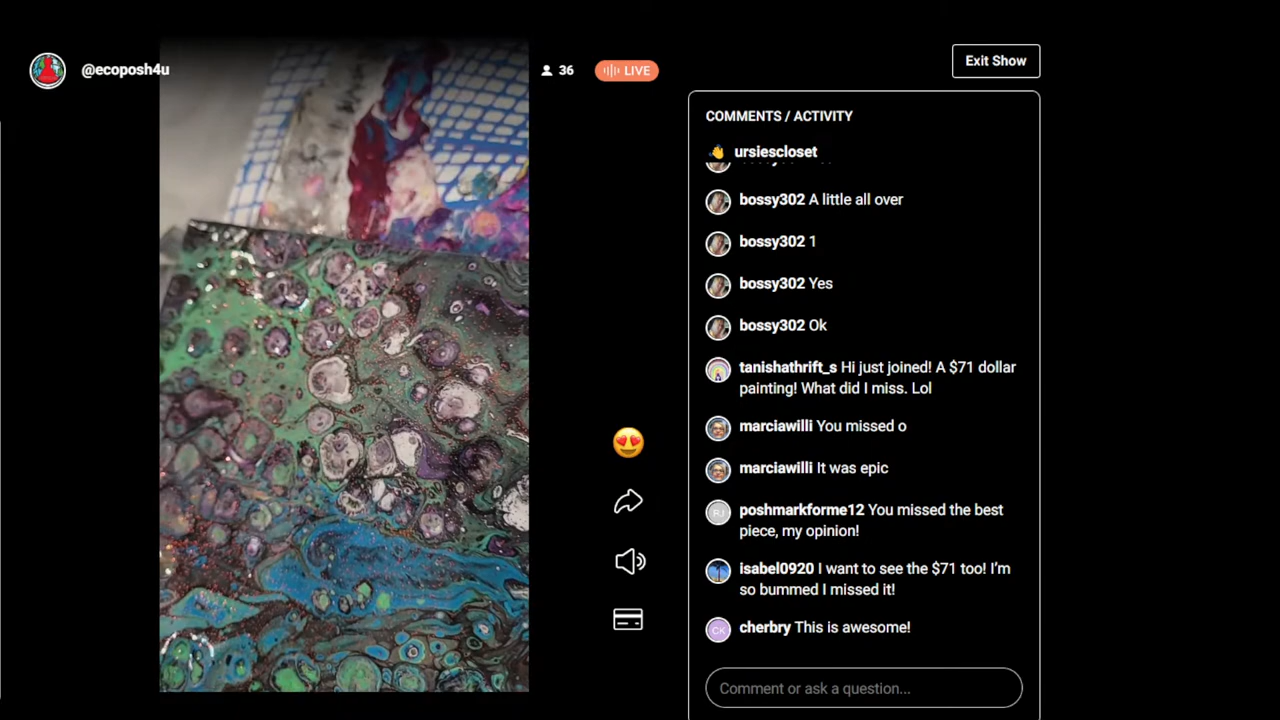 @ecoposh4u
36
LIVE
Exit Show
COMMENTS / ACTIVITY
ursiescloset
bossy302 A little all over
bossy302 1
bossy302 Yes
bossy302 Ok
tanishathrift_s Hi just joined! A $71 dollar
painting! What did I miss. Lol
marciawilli You missed o
marciawilli It was epic
RJ
poshmarkforme12 You missed the best
piece, my opinion!
isabel0920 I want to see the $71 too! I'm
so bummed I missed it!
CK
cherbry This is awesome!
Comment or ask a question...